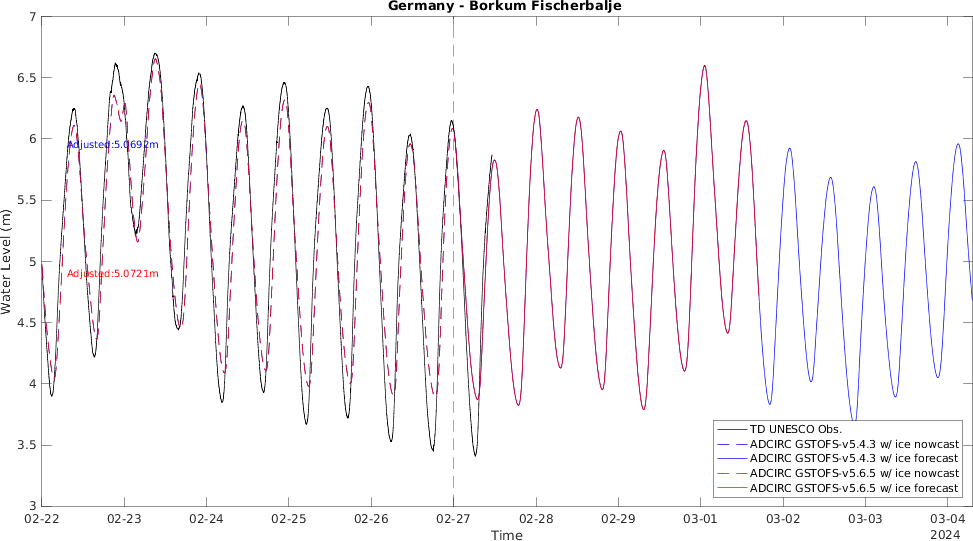 Germany - Borkum Fischerbalje
7
6.5
6
5.5
5
4.5
4
3.5
3
Water Level (m)
Adjusted:5.0692m
Adjusted:5.0721m
TD UNESCO Obs.
ADCIRC GSTOFS-v5.4.3 w/ ice nowcast
ADCIRC GSTOFS-v5.4.3 w/ ice forecast
ADCIRC GSTOFS-v5.6.5 w/ ice nowcast
ADCIRC GSTOFS-v5.6.5 w/ ice forecast
02-22 02-23 02-24 02-25 02-26 02-27 02-28 02-29 03-01 03-02 03-03 03-04
Time
2024